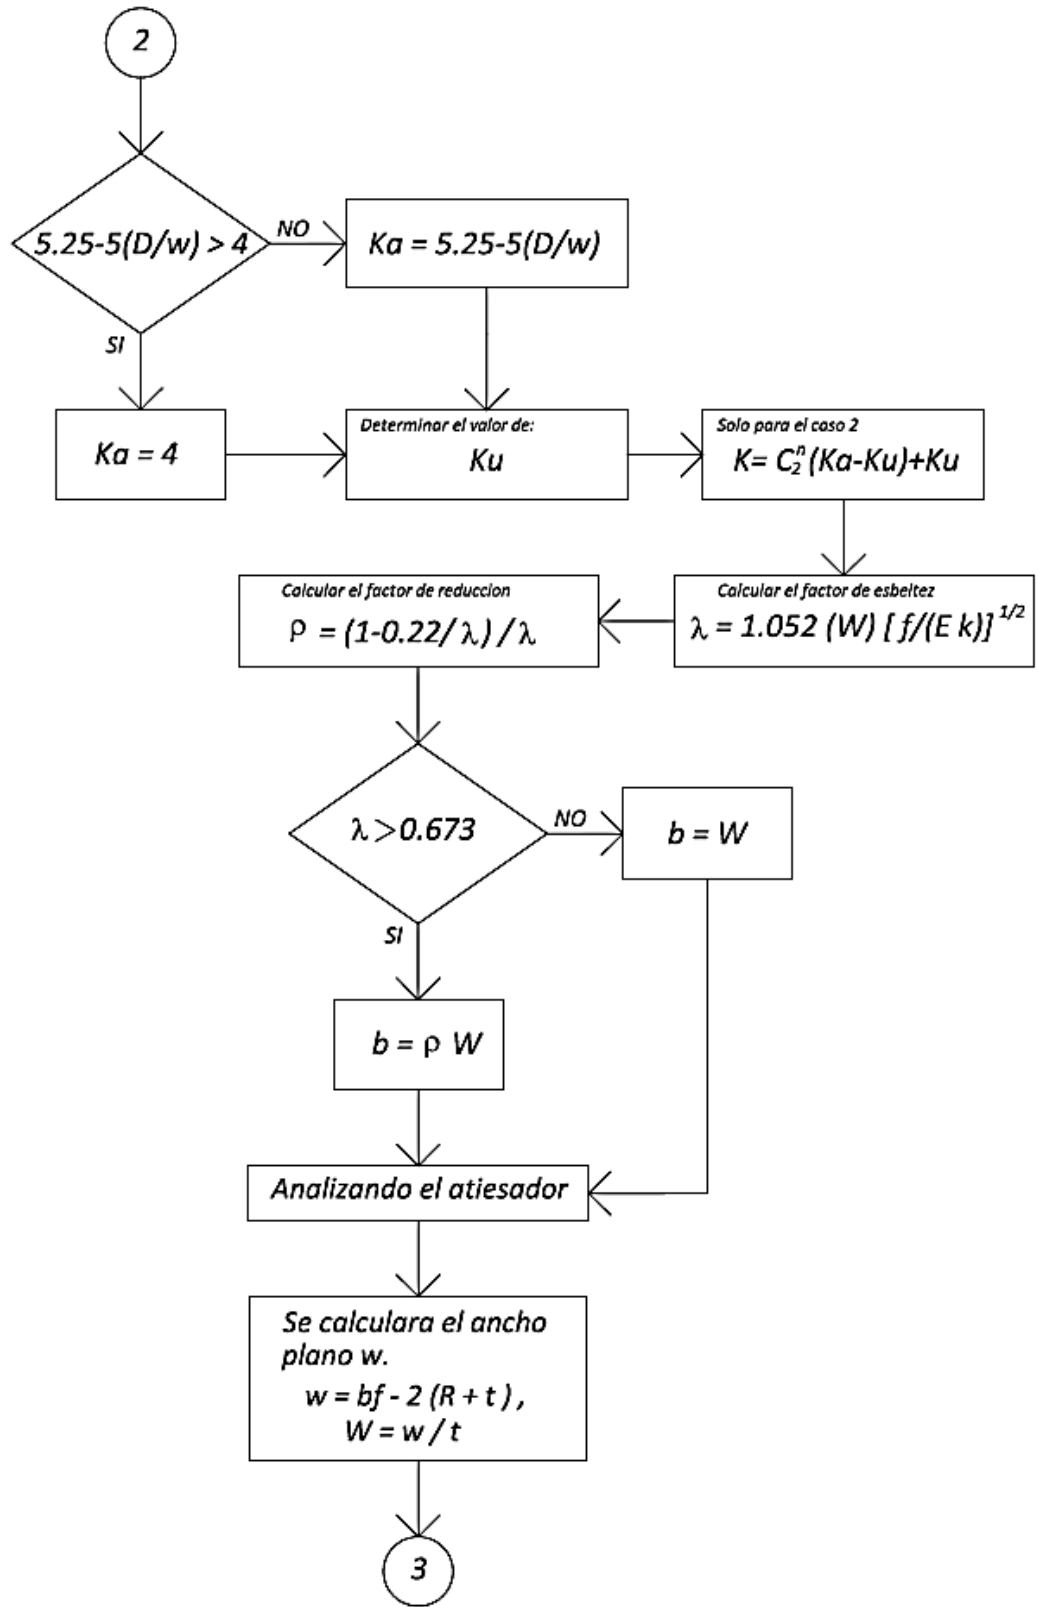 2
5.25-5(D/w) > 4
NO
Ka = 5.25-5(D/w)
SI
Ka = 4
Determinar el valor de:
Ku
Solo para el caso 2
K= C₂ⁿ(Ka-Ku)+Ku
Calcular el factor de esbeltez
λ = 1.052 (W) [ f/(E k)] 1/2
Calcular el factor de reduccion
ρ = (1-0.22/ λ) / λ
λ > 0.673
NO
b = W
SI
b = ρ W
Analizando el atiesador
Se calculara el ancho
plano w.
w = bf - 2 (R + t ) ,
W = w / t
3